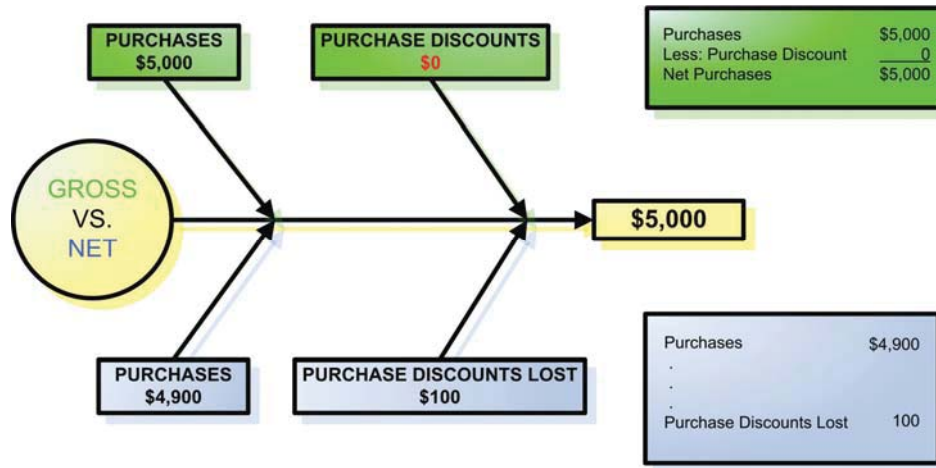 PURCHASES
$5,000
PURCHASE DISCOUNTS
$0
Purchases $5,000
Less: Purchase Discount 0
Net Purchases $5,000
GROSS
VS.
NET
$5,000
PURCHASES
$4,900
PURCHASE DISCOUNTS LOST
$100
Purchases $4,900
.
.
.
Purchase Discounts Lost 100